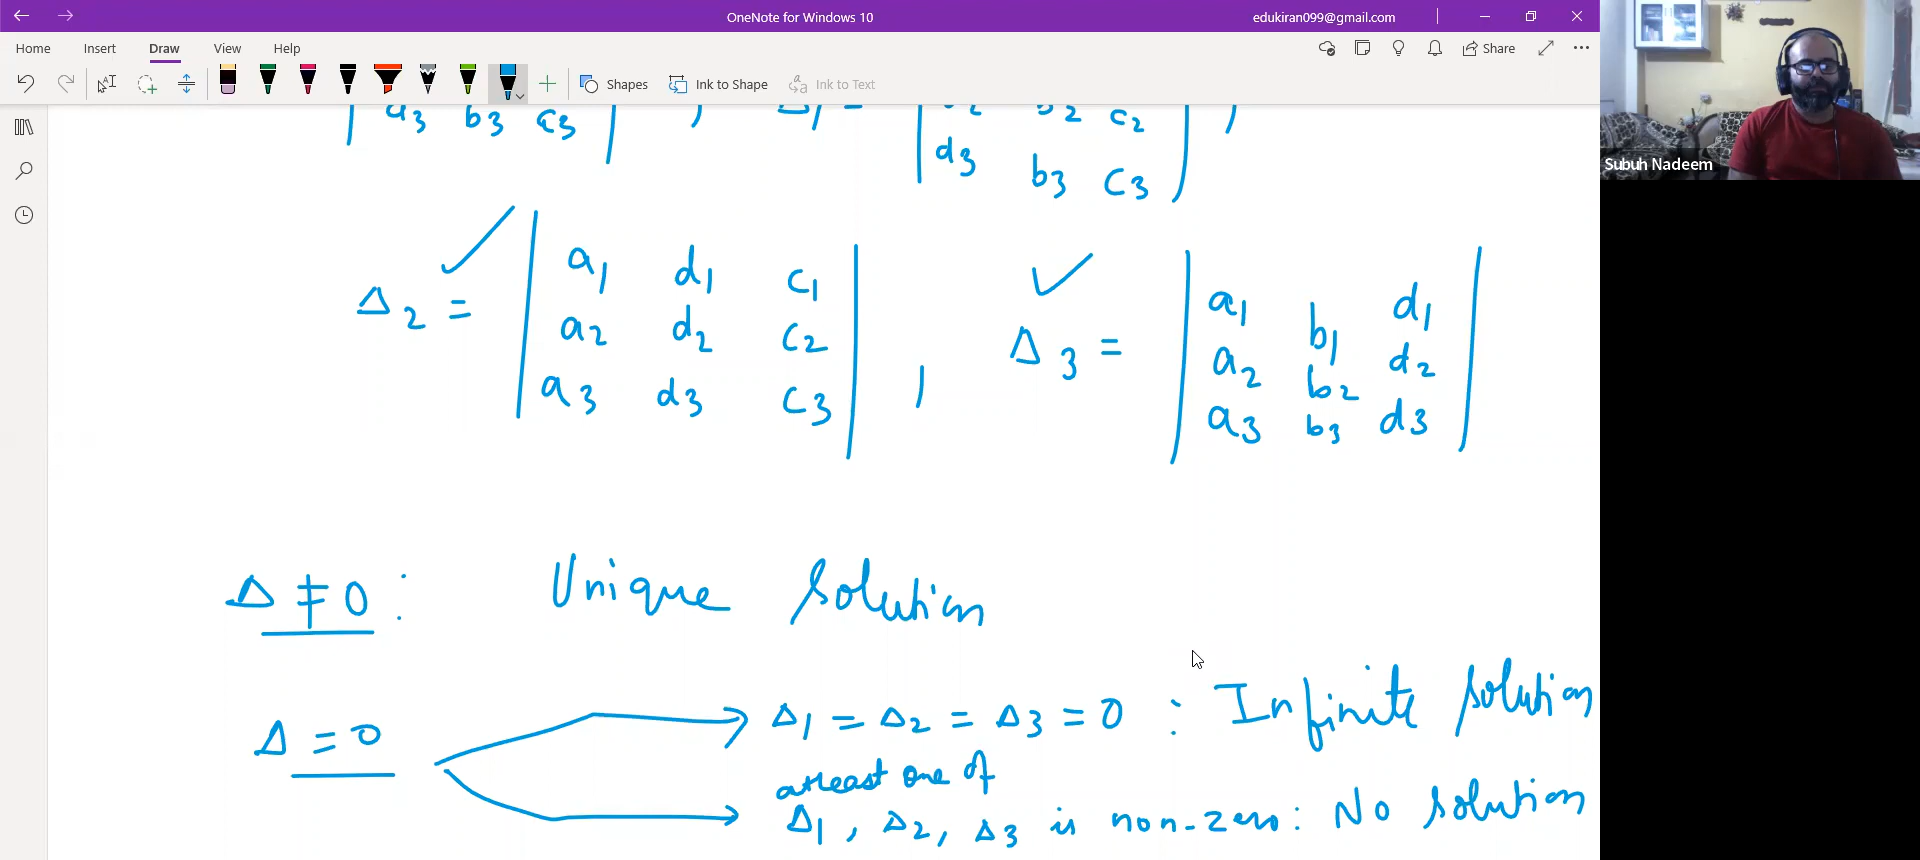 OneNote for Windows 10
edukiran099@gmail.com
Home Insert Draw View Help
Share
Shapes Ink to Shape Ink to Text
Subuh Nadeem
a3 b3 c3 , Δ1 = b2 c2 ,
d3 b3 c3
Δ2 = | a1 d1 c1 |
| a2 d2 c2 |
| a3 d3 c3 | ,
Δ3 = | a1 b1 d1 |
| a2 b2 d2 |
| a3 b3 d3 |
Δ ≠ 0 : Unique Solution
Δ = 0
Δ1 = Δ2 = Δ3 = 0 : Infinite Solution
atleast one of
Δ1, Δ2, Δ3 is non-zero : No Solution